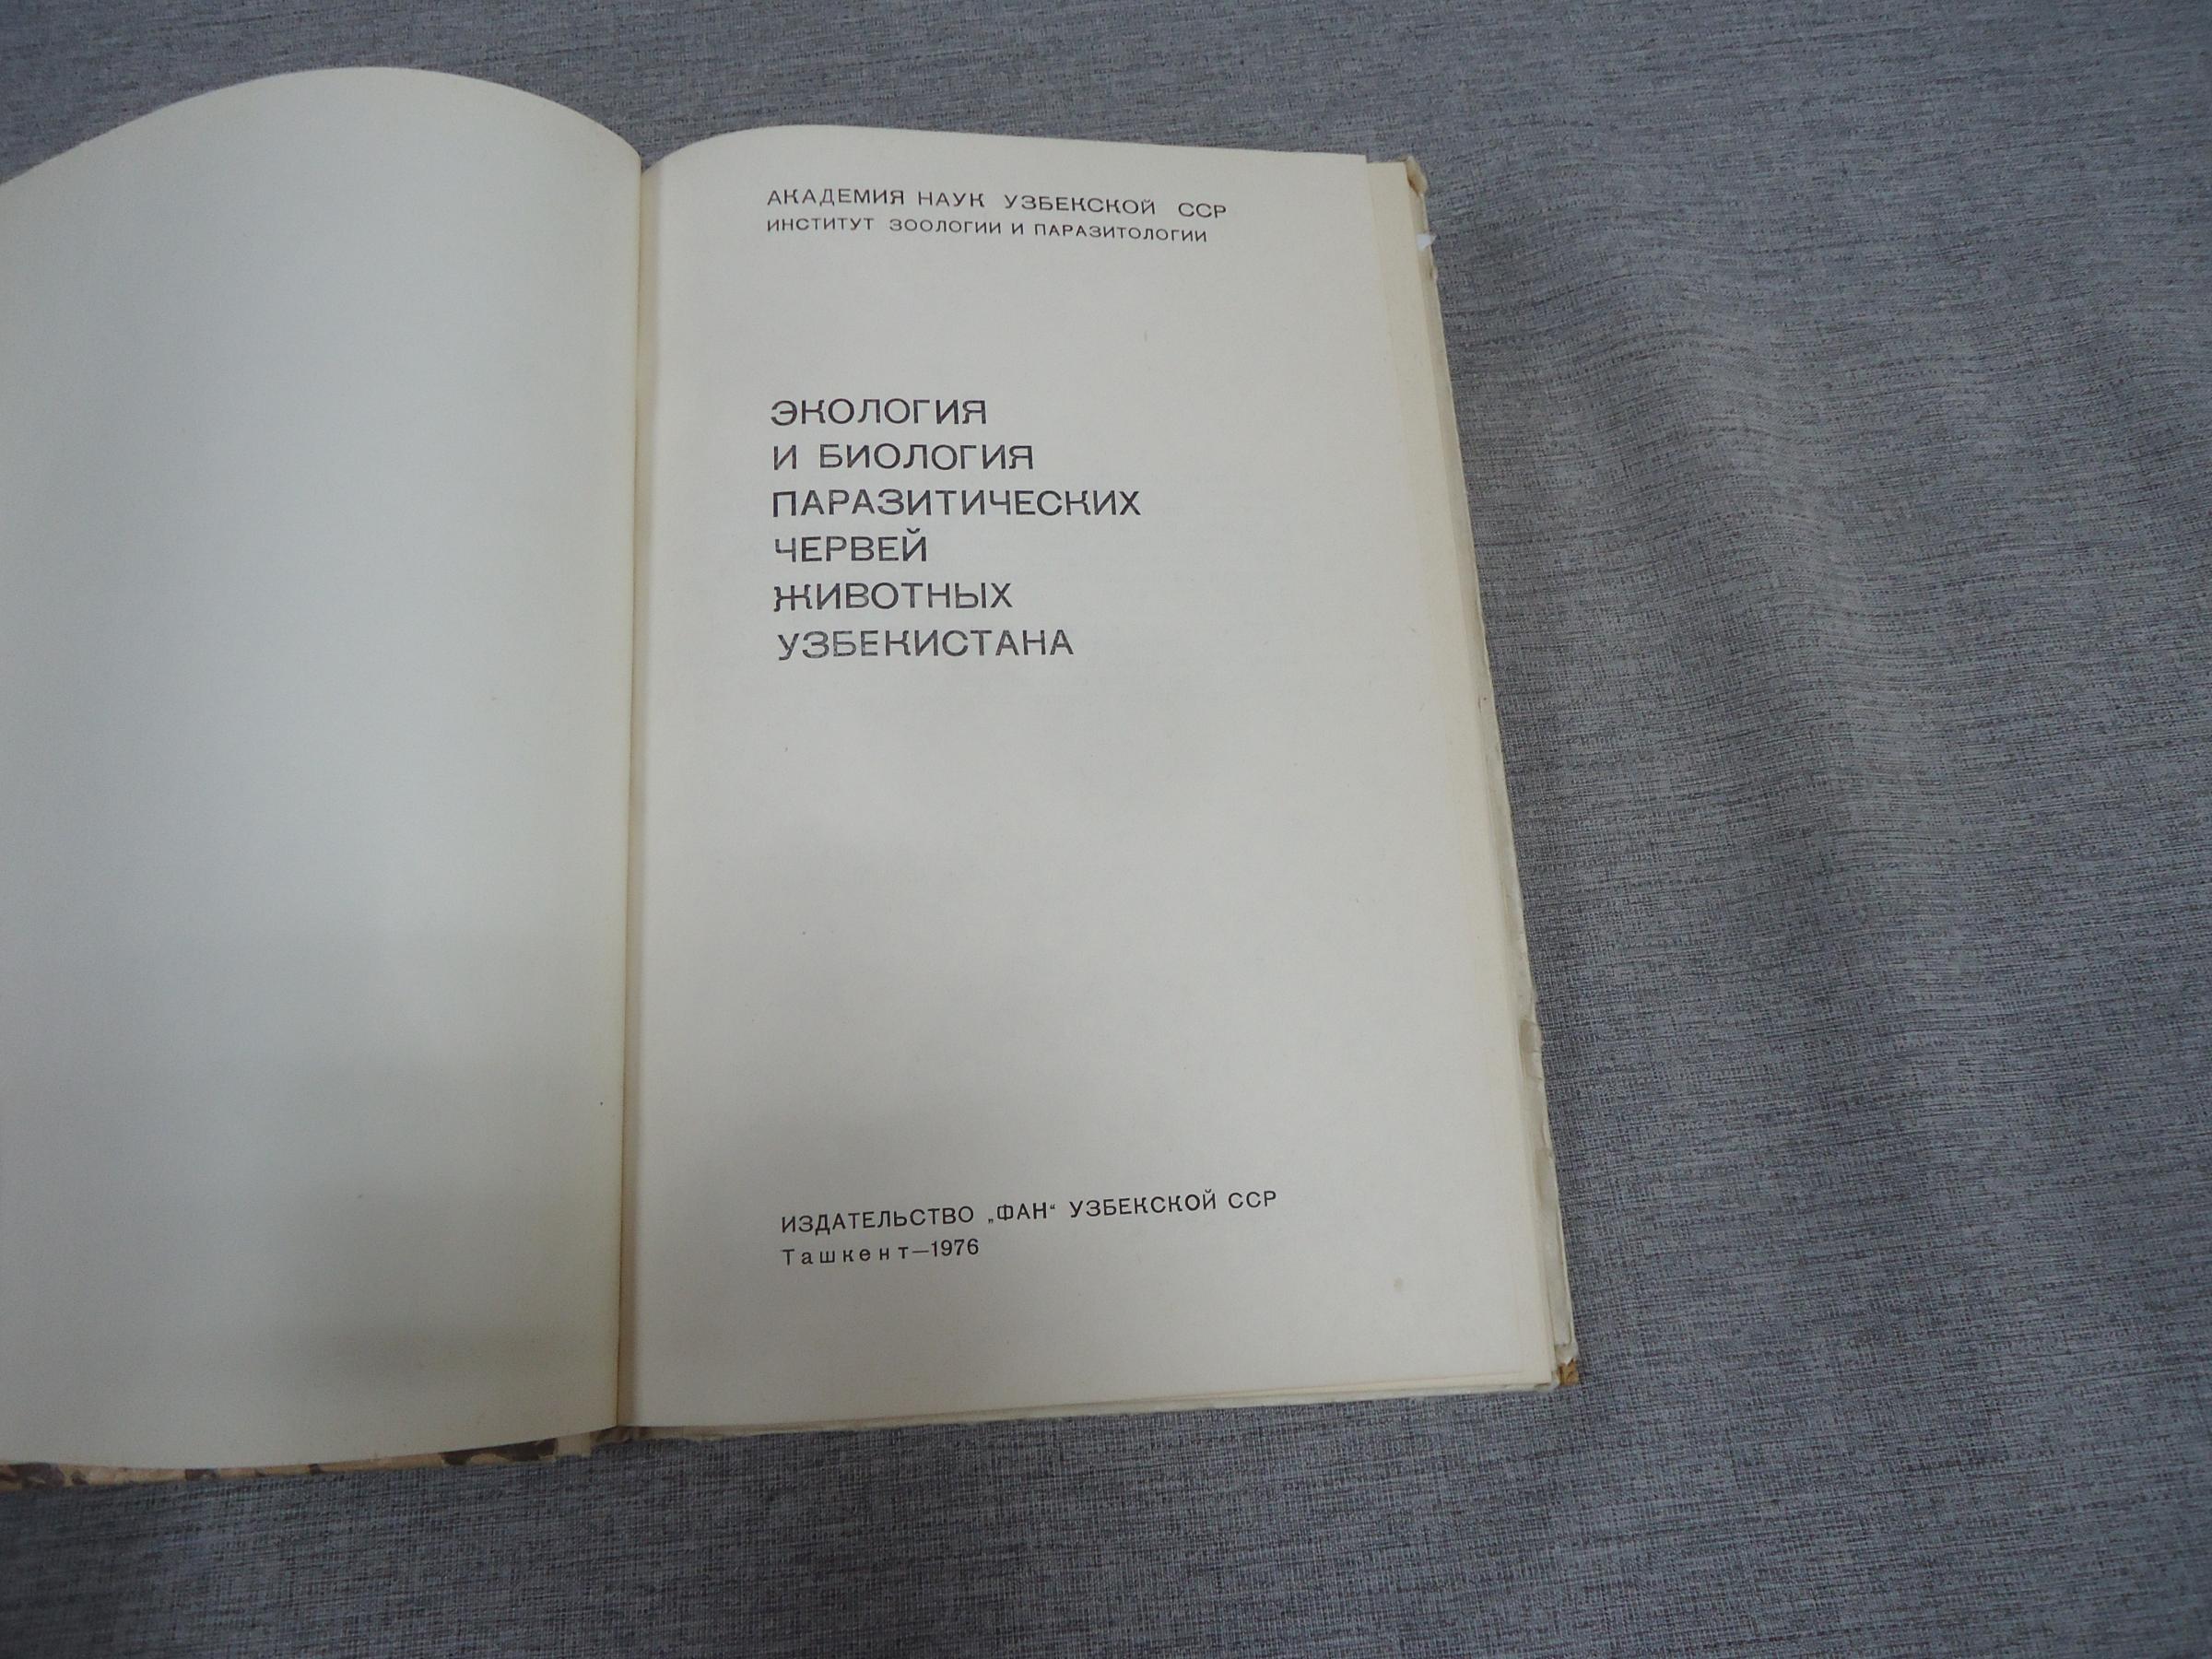 АКАДЕМИЯ НАУК УЗБЕКСКОЙ ССР
ИНСТИТУТ ЗООЛОГИИ И ПАРАЗИТОЛОГИИ
ЭКОЛОГИЯ
И БИОЛОГИЯ
ПАРАЗИТИЧЕСКИХ
ЧЕРВЕЙ
ЖИВОТНЫХ
УЗБЕКИСТАНА
ИЗДАТЕЛЬСТВО „ФАН“ УЗБЕКСКОЙ ССР
Ташкент—1976